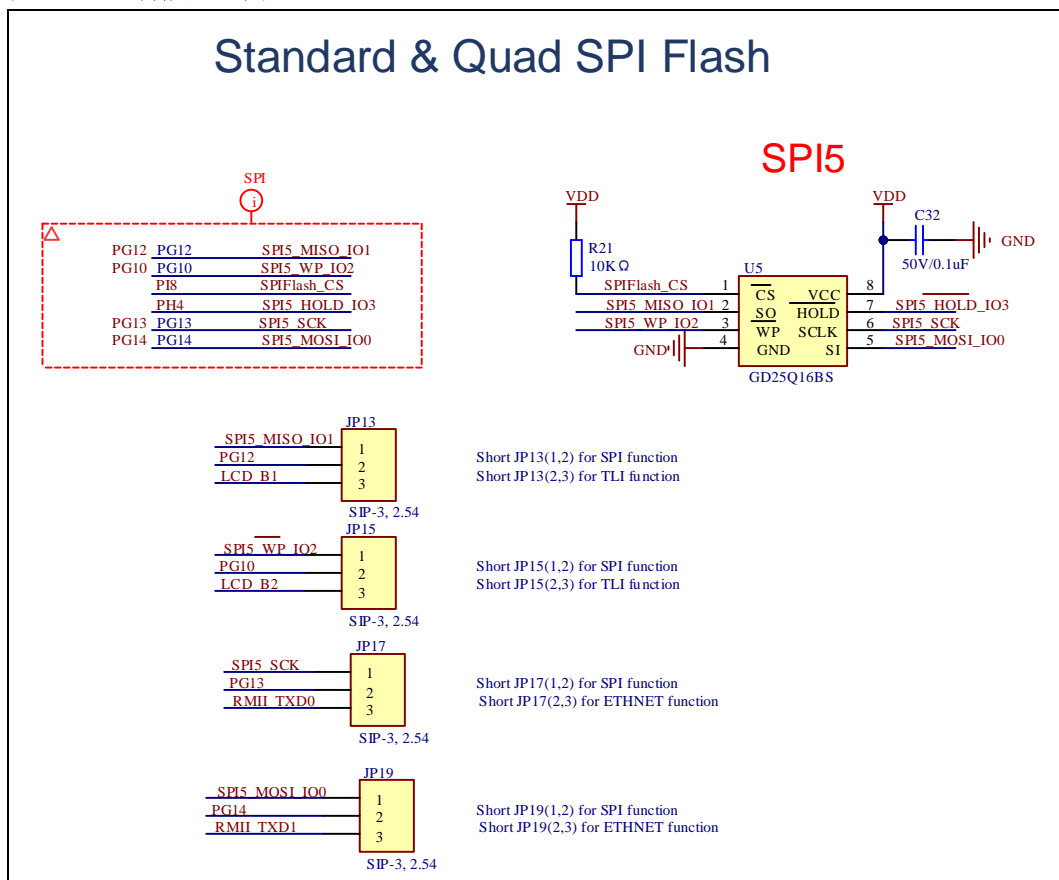 Standard & Quad SPI Flash
SPI5
SPI
i
PG12 PG12 SPI5_MISO_IO1
PG10 PG10 SPI5_WP_IO2
PI8 SPIFlash_CS
PH4 SPI5_HOLD_IO3
PG13 PG13 SPI5_SCK
PG14 PG14 SPI5_MOSI_IO0
VDD
VDD
R21
10KΩ
C32
50V/0.1uF
GND
U5
SPIFlash_CS 1 CS VCC 8
SPI5_MISO_IO1 2 SO HOLD 7 SPI5_HOLD_IO3
SPI5_WP_IO2 3 WP SCLK 6 SPI5_SCK
GND 4 GND SI 5 SPI5_MOSI_IO0
GD25Q16BS
JP13
SPI5_MISO_IO1 1
PG12 2
LCD_B1 3
SIP-3, 2.54
Short JP13(1,2) for SPI function
Short JP13(2,3) for TLI function
JP15
SPI5_WP_IO2 1
PG10 2
LCD_B2 3
SIP-3, 2.54
Short JP15(1,2) for SPI function
Short JP15(2,3) for TLI function
JP17
SPI5_SCK 1
PG13 2
RMII_TXD0 3
SIP-3, 2.54
Short JP17(1,2) for SPI function
Short JP17(2,3) for ETHNET function
JP19
SPI5_MOSI_IO0 1
PG14 2
RMII_TXD1 3
SIP-3, 2.54
Short JP19(1,2) for SPI function
Short JP19(2,3) for ETHNET function